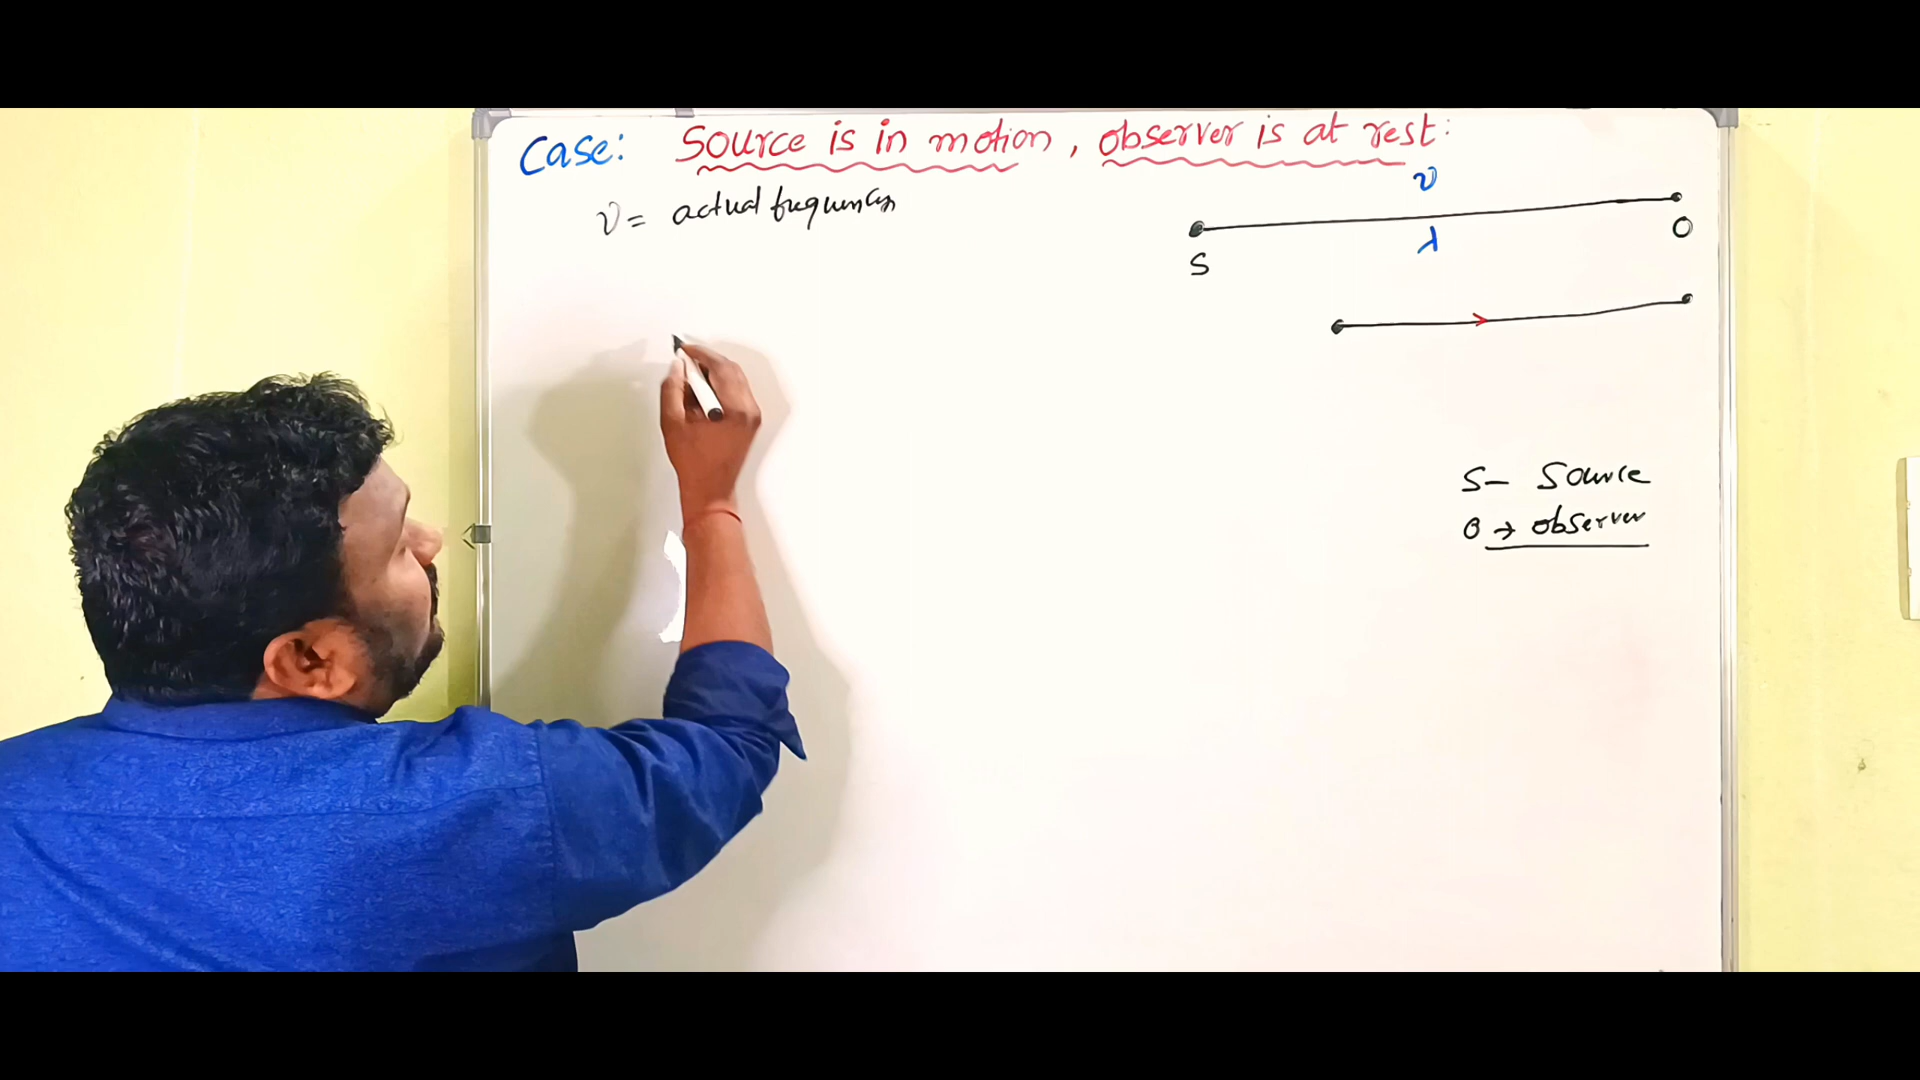 Case: Source is in motion, observer is at rest:
ν = actual frequency
ν
λ
S
O
S- Source
O → observer